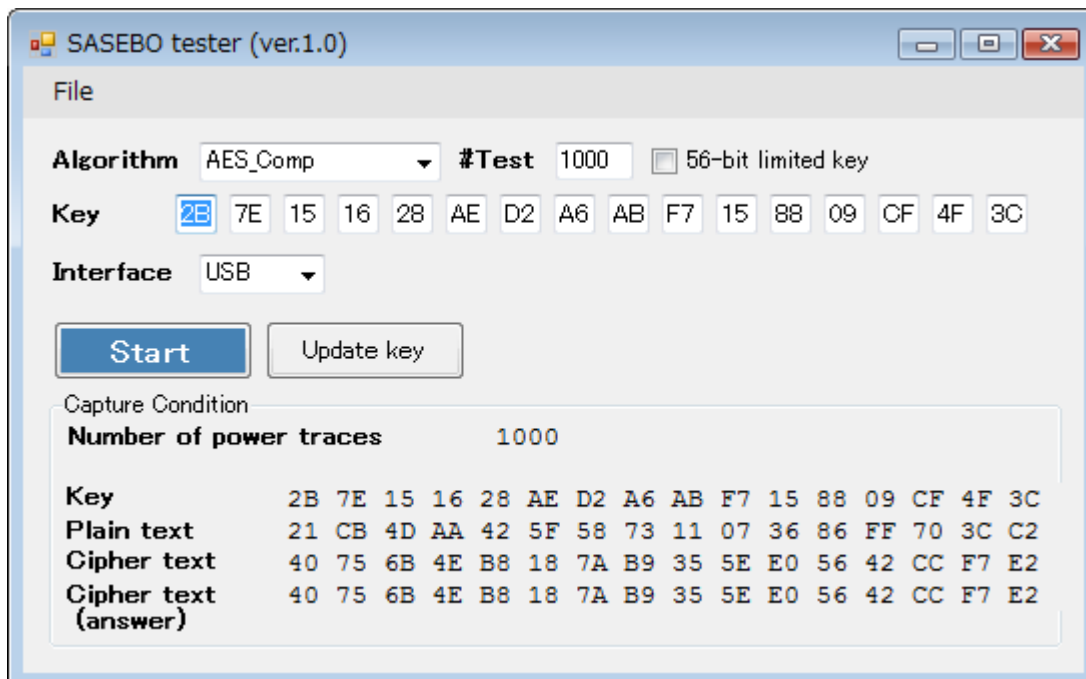 SASEBO tester (ver.1.0)
File
Algorithm AES_Comp #Test 1000 56-bit limited key
Key 2B 7E 15 16 28 AE D2 A6 AB F7 15 88 09 CF 4F 3C
Interface USB
Start Update key
Capture Condition
Number of power traces 1000
Key 2B 7E 15 16 28 AE D2 A6 AB F7 15 88 09 CF 4F 3C
Plain text 21 CB 4D AA 42 5F 58 73 11 07 36 86 FF 70 3C C2
Cipher text 40 75 6B 4E B8 18 7A B9 35 5E E0 56 42 CC F7 E2
Cipher text 40 75 6B 4E B8 18 7A B9 35 5E E0 56 42 CC F7 E2
(answer)